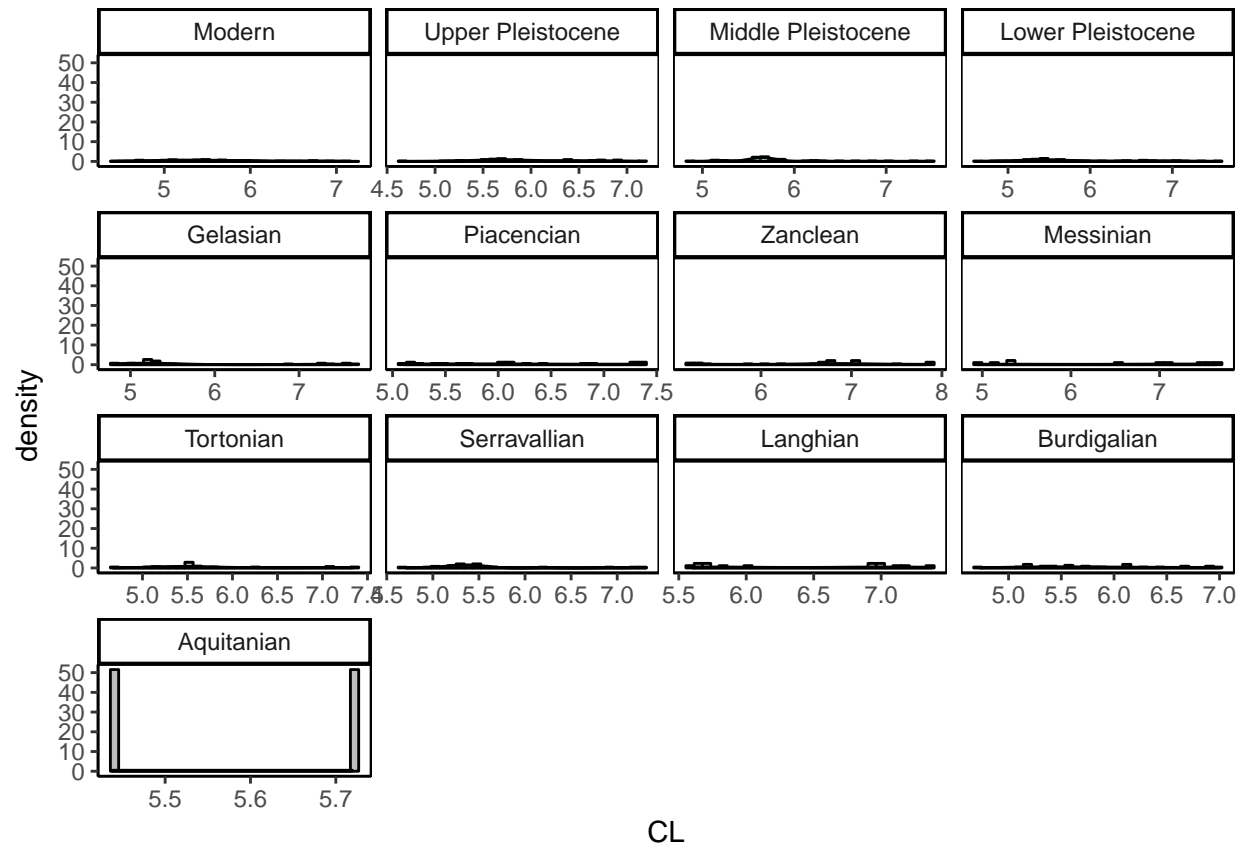 Modern Upper Pleistocene Middle Pleistocene Lower Pleistocene
50
40
30
20
10
0
5 6 7 4.5 5.0 5.5 6.0 6.5 7.0 5 6 7 5 6 7
Gelasian Piacencian Zanclean Messinian
50
40
30
20
10
0
5 6 7 5.0 5.5 6.0 6.5 7.0 7.5 6 7 8 5 6 7
density
Tortonian Serravallian Langhian Burdigalian
50
40
30
20
10
0
5.0 5.5 6.0 6.5 7.0 7.5 4.5 5.0 5.5 6.0 6.5 7.0 5.5 6.0 6.5 7.0 5.0 5.5 6.0 6.5 7.0
Aquitanian
50
40
30
20
10
0
5.5 5.6 5.7
CL